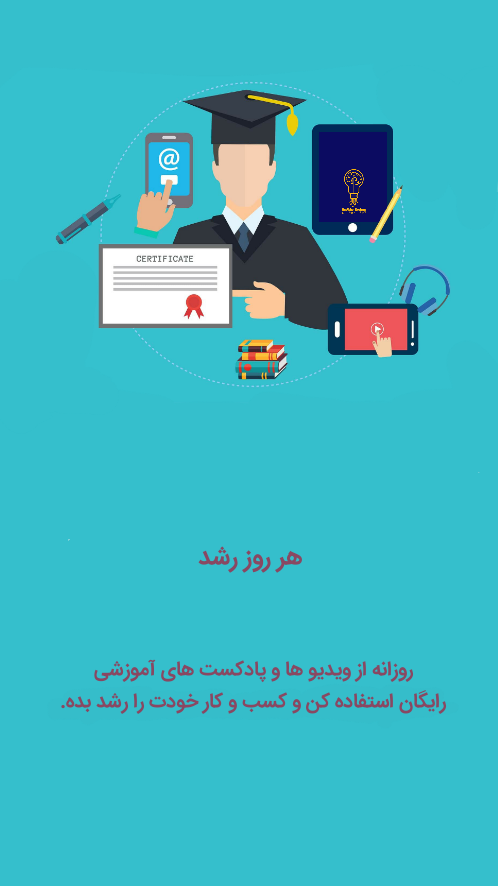 @
CERTIFICATE
هر روز رشد
روزانه از ویدیو ها و پادکست های آموزشی
رایگان استفاده کن و کسب و کار خودت را رشد بده.